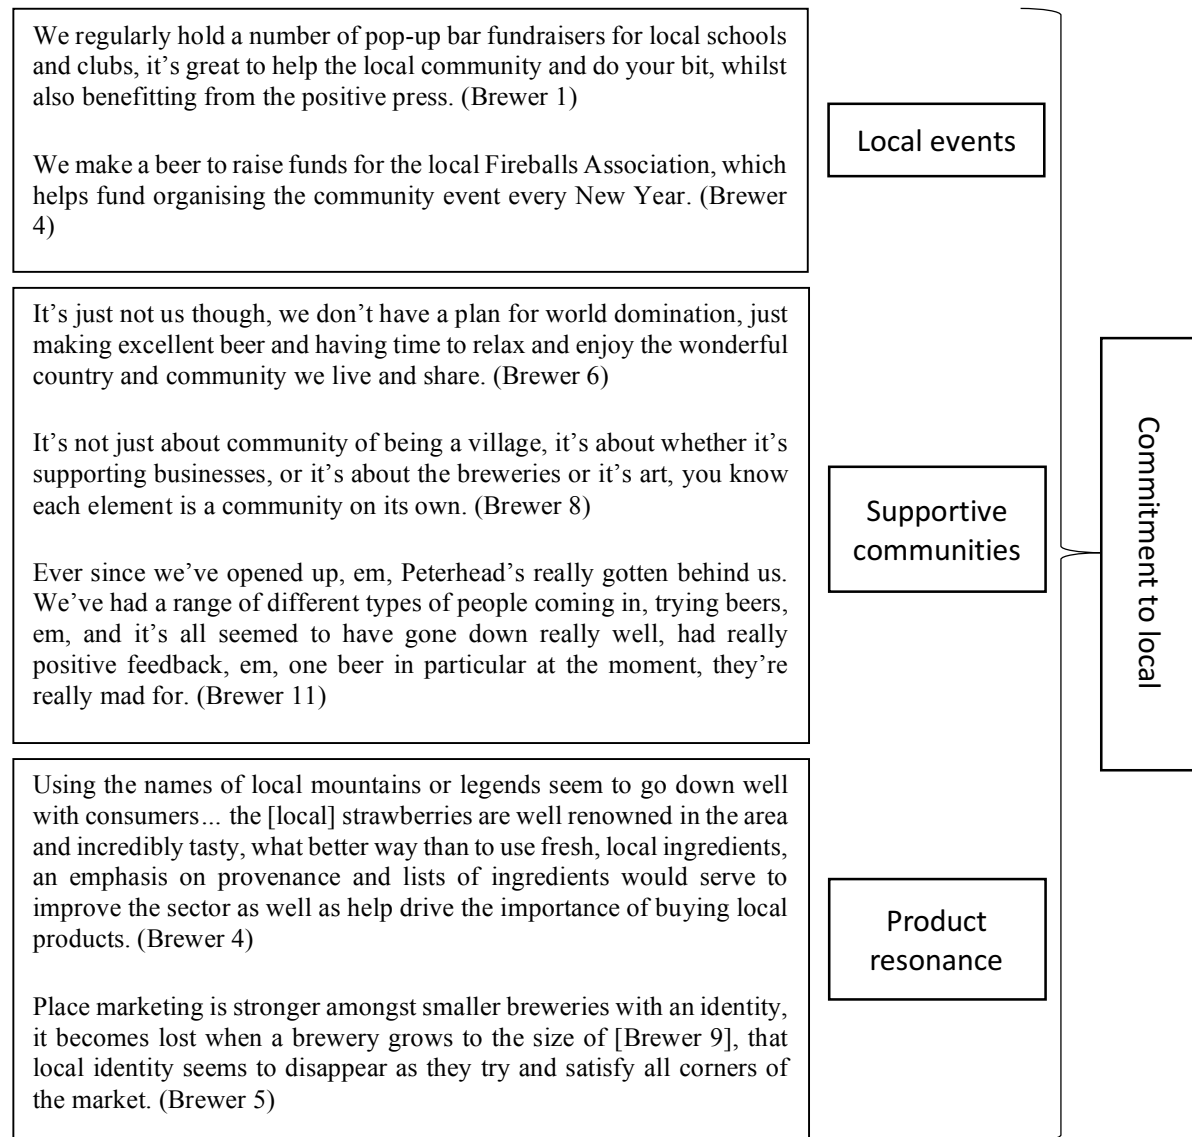 We regularly hold a number of pop-up bar fundraisers for local schools
and clubs, it’s great to help the local community and do your bit, whilst
also benefitting from the positive press. (Brewer 1)
We make a beer to raise funds for the local Fireballs Association, which
helps fund organising the community event every New Year. (Brewer
4)
Local events
It’s just not us though, we don’t have a plan for world domination, just
making excellent beer and having time to relax and enjoy the wonderful
country and community we live and share. (Brewer 6)
It’s not just about community of being a village, it’s about whether it’s
supporting businesses, or it’s about the breweries or it’s art, you know
each element is a community on its own. (Brewer 8)
Ever since we’ve opened up, em, Peterhead’s really gotten behind us.
We’ve had a range of different types of people coming in, trying beers,
em, and it’s all seemed to have gone down really well, had really
positive feedback, em, one beer in particular at the moment, they’re
really mad for. (Brewer 11)
Supportive
communities
Using the names of local mountains or legends seem to go down well
with consumers… the [local] strawberries are well renowned in the area
and incredibly tasty, what better way than to use fresh, local ingredients,
an emphasis on provenance and lists of ingredients would serve to
improve the sector as well as help drive the importance of buying local
products. (Brewer 4)
Place marketing is stronger amongst smaller breweries with an identity,
it becomes lost when a brewery grows to the size of [Brewer 9], that
local identity seems to disappear as they try and satisfy all corners of
the market. (Brewer 5)
Product
resonance
Commitment to local